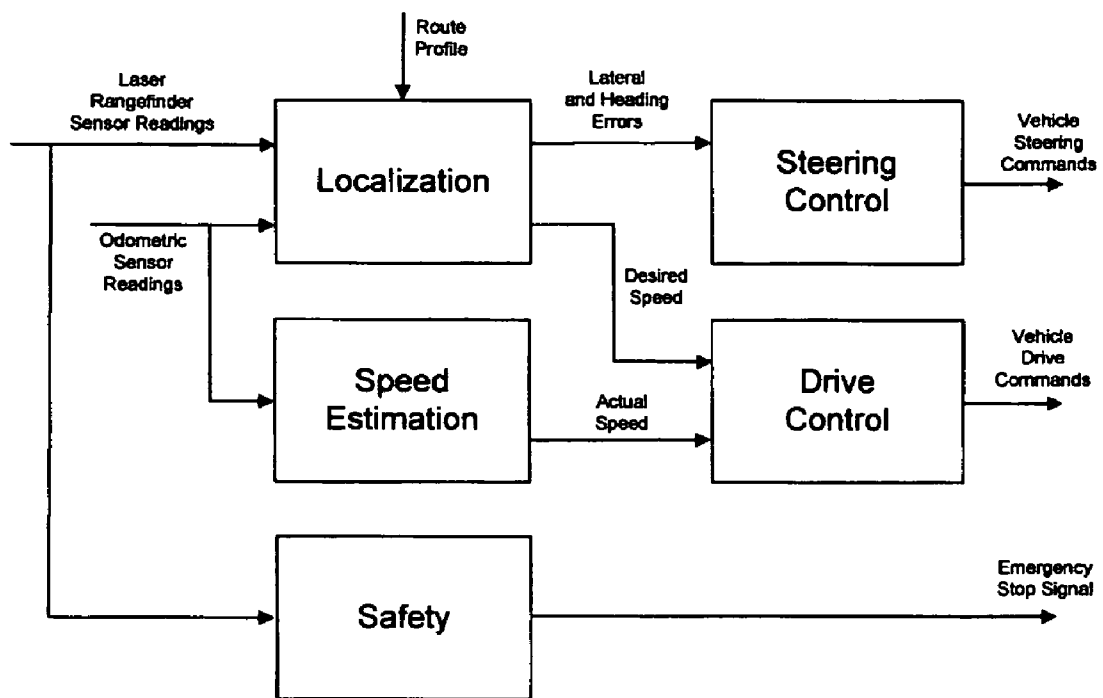 Route
Profile
Laser
Rangefinder
Sensor Readings
Lateral
and Heading
Errors
Vehicle
Steering
Commands
Localization
Steering
Control
Odometric
Sensor
Readings
Desired
Speed
Speed
Estimation
Actual
Speed
Drive
Control
Vehicle
Drive
Commands
Safety
Emergency
Stop Signal